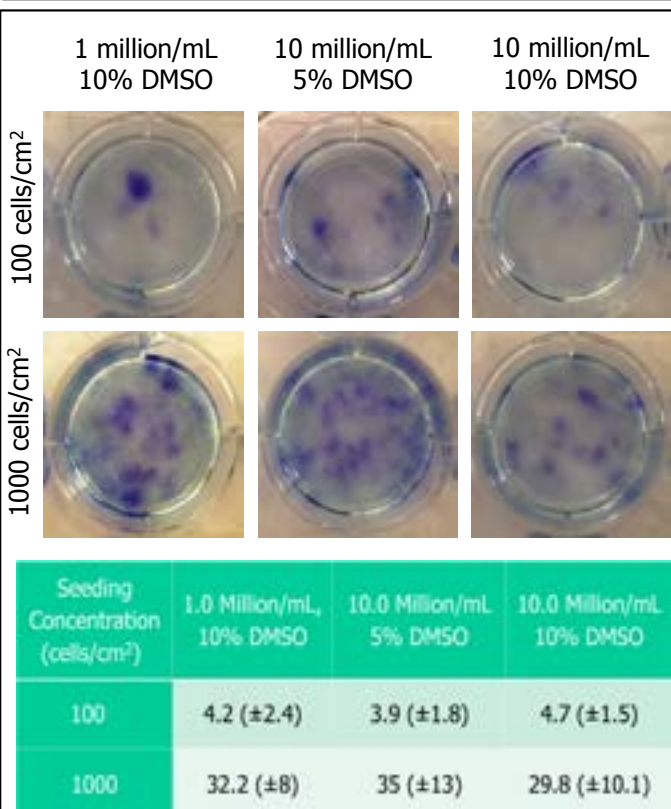 1 million/mL 10 million/mL 10 million/mL
10% DMSO 5% DMSO 10% DMSO
100 cells/cm²
1000 cells/cm²
Seeding Concentration (cells/cm²) 1.0 Million/mL, 10% DMSO 10.0 Million/mL 5% DMSO 10.0 Million/mL 10% DMSO
100 4.2 (±2.4) 3.9 (±1.8) 4.7 (±1.5)
1000 32.2 (±8) 35 (±13) 29.8 (±10.1)